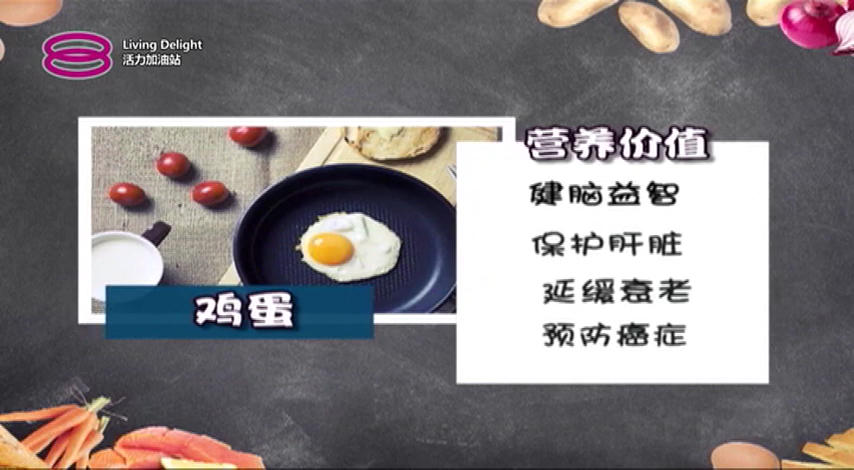 Living Delight
活力加油站
营养价值
健脑益智
保护肝脏
延缓衰老
预防癌症
鸡蛋